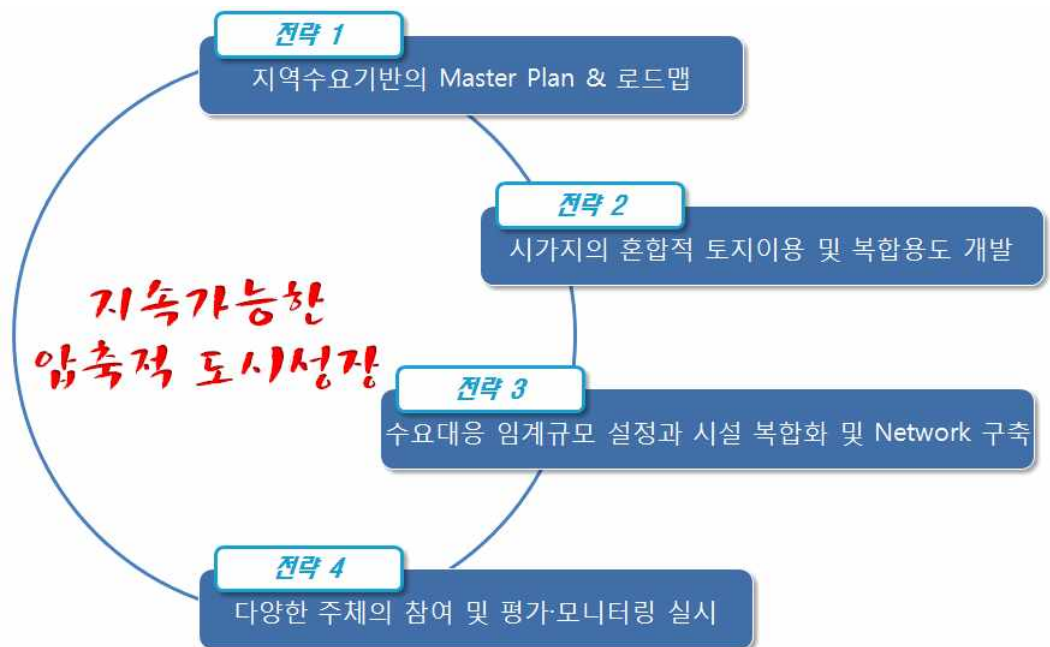 전략 1
지역수요기반의 Master Plan & 로드맵
전략 2
시가지의 혼합적 토지이용 및 복합용도 개발
지속가능한
압축적 도시성장
전략 3
수요대응 임계규모 설정과 시설 복합화 및 Network 구축
전략 4
다양한 주체의 참여 및 평가·모니터링 실시